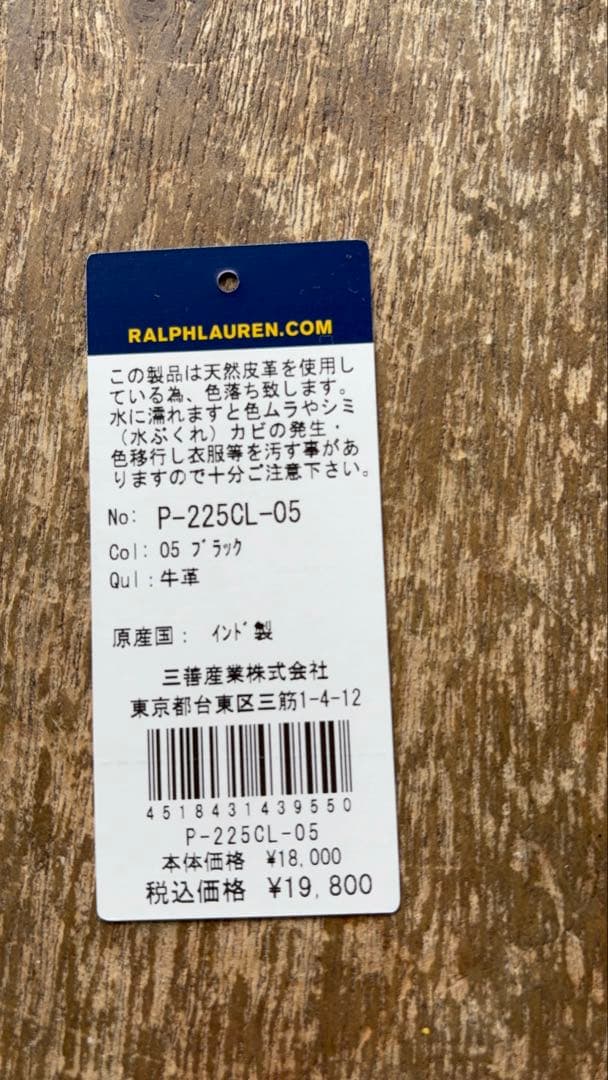 RALPHLAUREN.COM
この製品は天然皮革を使用し
ている為、色落ち致します。
水に濡れますと色ムラやシミ
（水ぶくれ）カビの発生・
色移行し衣服等を汚す事があ
りますので十分ご注意下さい。
No: P-225CL-05
Col: 05 ﾌﾞﾗｯｸ
Qul : 牛革
原産国： ｲﾝﾄﾞ製
三善産業株式会社
東京都台東区三筋1-4-12
4518431439550
P-225CL-05
本体価格 ¥18,000
税込価格 ¥19,800